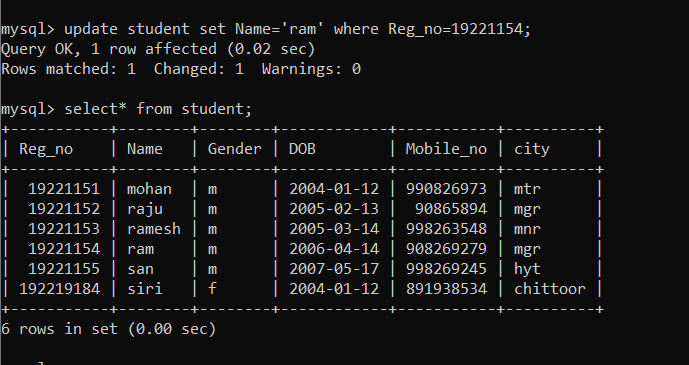 mysql> update student set Name='ram' where Reg_no=19221154;
Query OK, 1 row affected (0.02 sec)
Rows matched: 1  Changed: 1  Warnings: 0
mysql> select* from student;
+-----------+--------+--------+------------+-----------+----------+
| Reg_no    | Name   | Gender | DOB        | Mobile_no | city     |
+-----------+--------+--------+------------+-----------+----------+
|  19221151 | mohan  | m      | 2004-01-12 | 990826973 | mtr      |
|  19221152 | raju   | m      | 2005-02-13 |  90865894 | mgr      |
|  19221153 | ramesh | m      | 2005-03-14 | 998263548 | mnr      |
|  19221154 | ram    | m      | 2006-04-14 | 908269279 | mgr      |
|  19221155 | san    | m      | 2007-05-17 | 998269245 | hyt      |
| 192219184 | siri   | f      | 2004-01-12 | 891938534 | chittoor |
+-----------+--------+--------+------------+-----------+----------+
6 rows in set (0.00 sec)